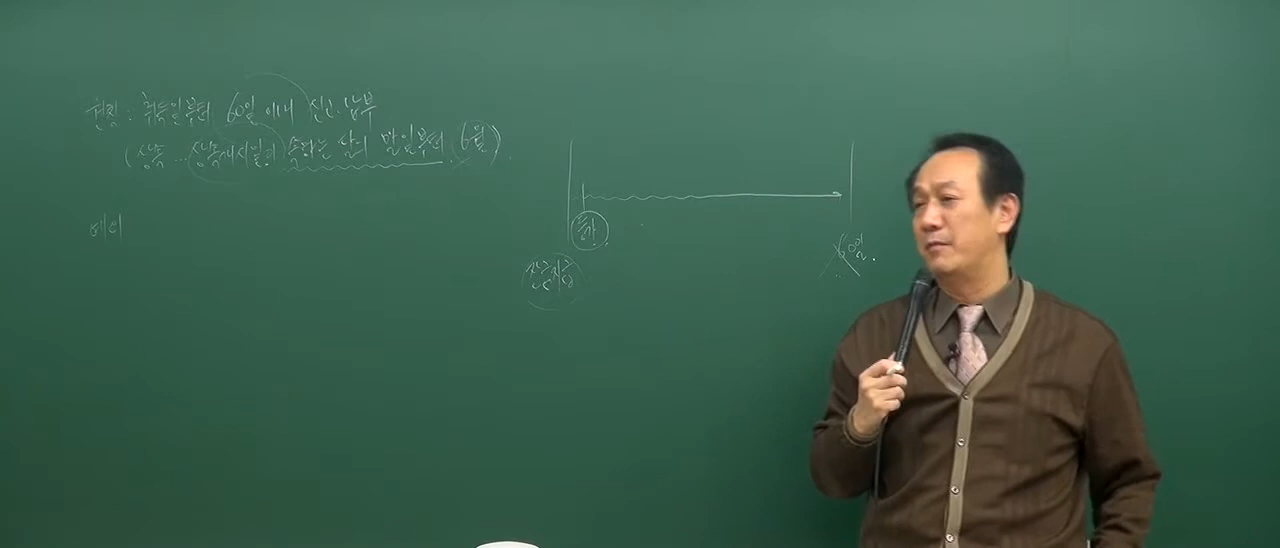 원칙 : 취득일부터 60일 이내 신고·납부
(상속 … 상속개시일이 속하는 달의 말일부터 6월)
예외
등기
잔금지급
60일.